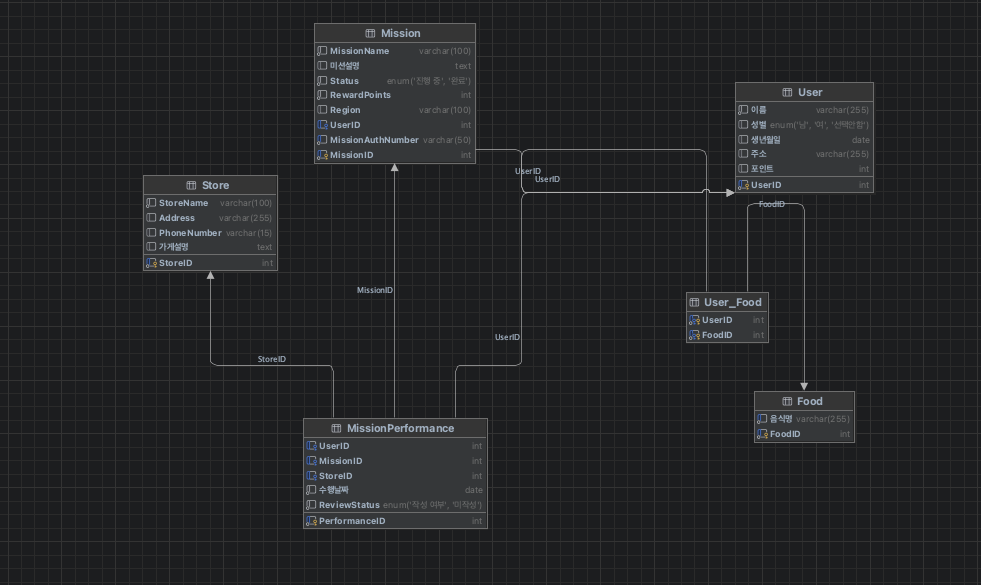 Mission
MissionName varchar(100)
미션설명 text
Status enum('진행 중', '완료')
RewardPoints int
Region varchar(100)
UserID int
MissionAuthNumber varchar(50)
MissionID int
User
이름 varchar(255)
성별 enum('남', '여', '선택안함')
생년월일 date
주소 varchar(255)
포인트 int
UserID int
Store
StoreName varchar(100)
Address varchar(255)
PhoneNumber varchar(15)
가게설명 text
StoreID int
UserID
UserID
FoodID
MissionID
User_Food
UserID int
FoodID int
UserID
StoreID
Food
음식명 varchar(255)
FoodID int
MissionPerformance
UserID int
MissionID int
StoreID int
수행날짜 date
ReviewStatus enum('작성 여부', '미작성')
PerformanceID int